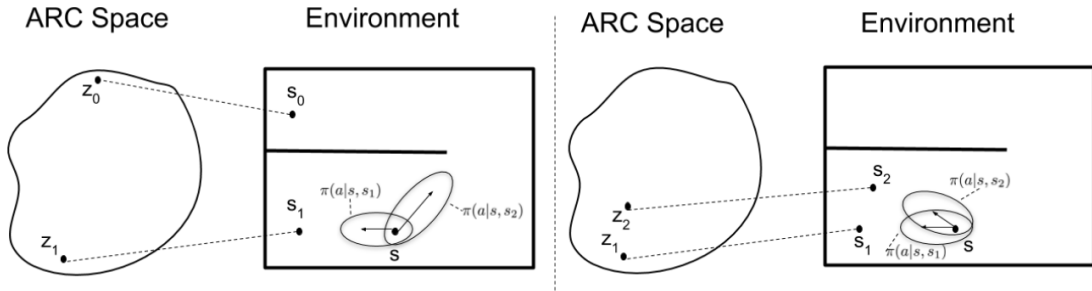 ARC Space
Environment
z₀
s₀
π(a|s, s₁)
s₁
π(a|s, s₂)
z₁
s
ARC Space
Environment
s₂
π(a|s, s₂)
z₂
z₁
s₁
s
π(a|s, s₁)